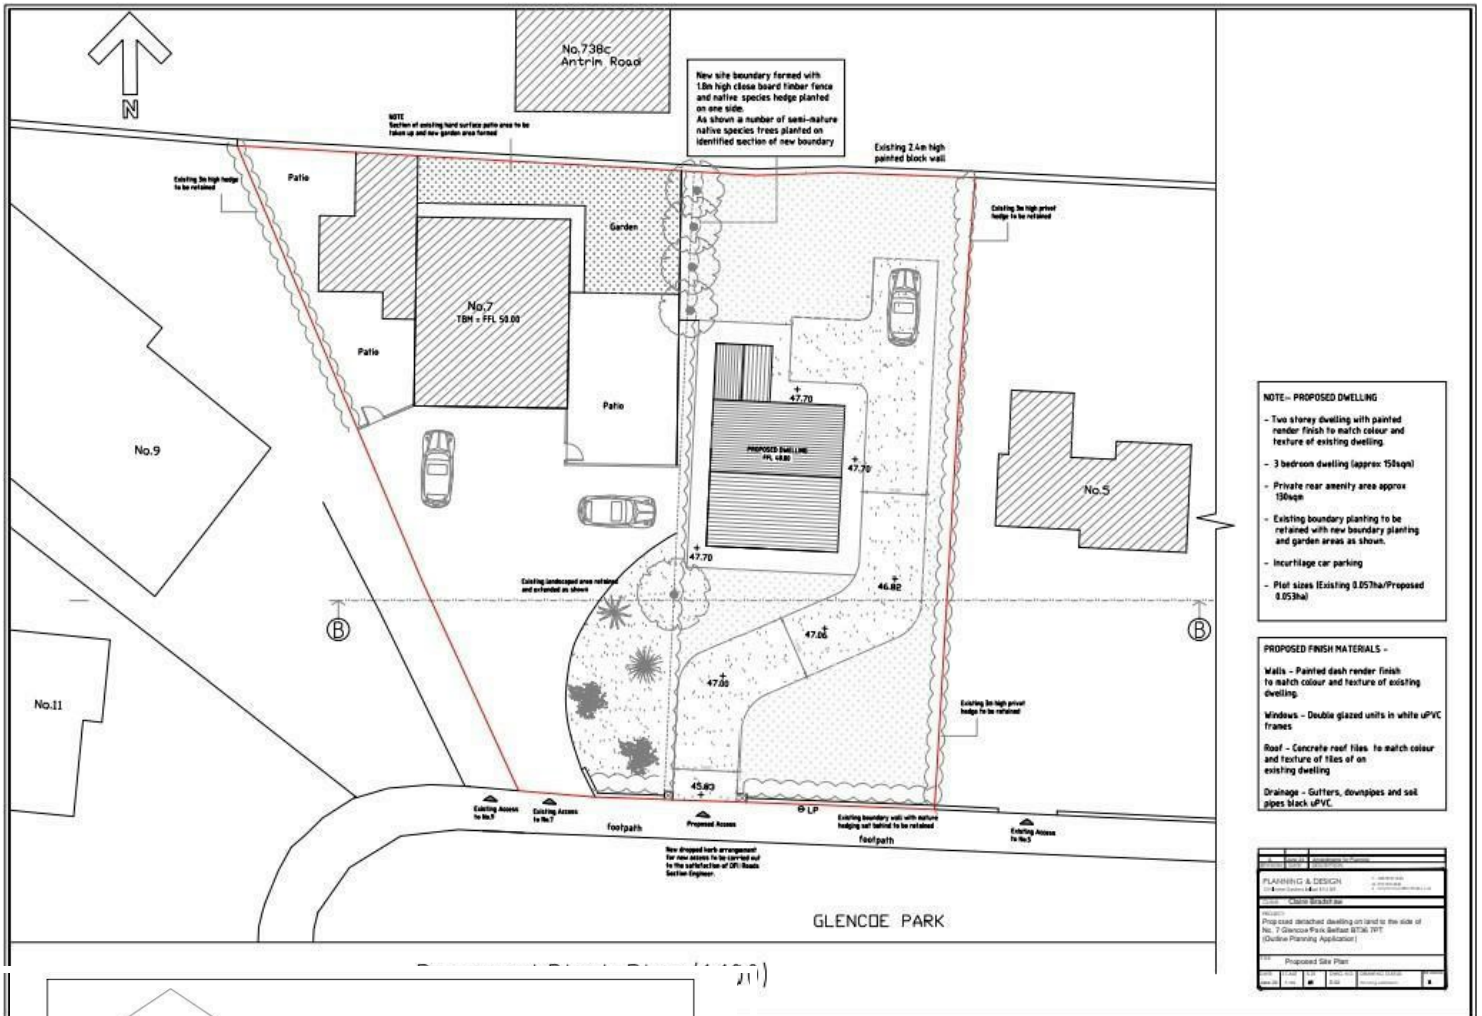 No.738c
Antrim Road
N
NOTE
Section of existing hard surface patio area to be
taken up and new garden area formed
New site boundary formed with
1.8m high close board timber fence
and native species hedge planted
on one side.
As shown a number of semi-mature
native species trees planted on
identified section of new boundary
Existing 2.4m high
painted block wall
Existing 3m high hedge
to be retained
Patio
Garden
Existing 3m high privet
hedge to be retained
No.7
TBM = FFL 50.00
Patio
Patio
47.70
PROPOSED DWELLING
47.70
No.9
No.5
47.70
Existing landscaped area retained
and extended as shown
46.82
B
B
47.06
47.00
No.11
Existing 3m high privet
hedge to be retained
45.83
Existing Access
to No.9
Existing Access
to No.7
Proposed Access
LP
Existing boundary wall with mature
hedging set behind to be retained
Existing Access
to No.5
footpath
footpath
New dropped kerb arrangement
for new access to be carried out
to the satisfaction of DFI Roads
Section Engineer.
GLENCOE PARK
NOTE:- PROPOSED DWELLING
- Two storey dwelling with painted
render finish to match colour and
texture of existing dwelling.
- 3 bedroom dwelling (approx 150sqm)
- Private rear amenity area approx
130sqm
- Existing boundary planting to be
retained with new boundary planting
and garden areas as shown.
- Incurtilage car parking
- Plot sizes (Existing 0.057ha/Proposed
0.053ha)
PROPOSED FINISH MATERIALS -
Walls - Painted dash render finish
to match colour and texture of existing
dwelling.
Windows - Double glazed units in white uPVC
frames
Roof - Concrete roof tiles to match colour
and texture of tiles of on
existing dwelling
Drainage - Gutters, downpipes and soil
pipes black uPVC.
PLANNING & DESIGN
Claire Bradshaw
Proposed detached dwelling on land to the side of
No. 7 Glencoe Park Belfast BT36 7PT
(Outline Planning Application)
Proposed Site Plan